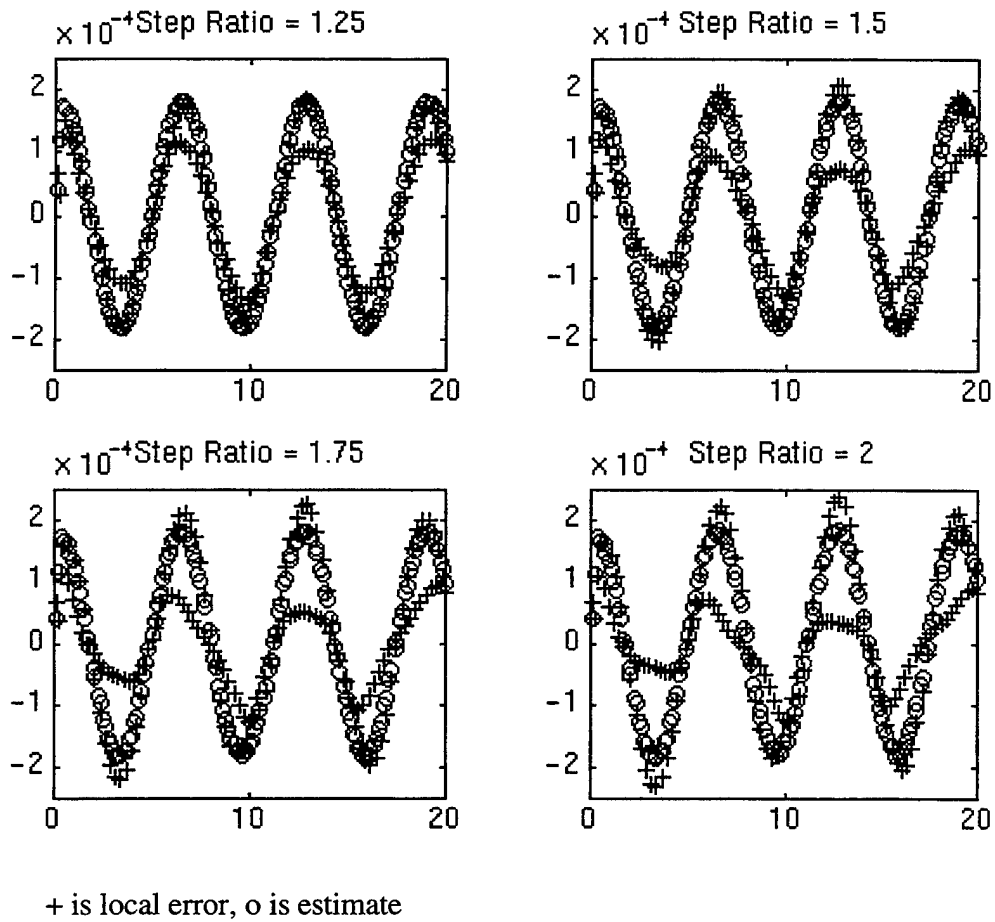 × 10⁻⁴ Step Ratio = 1.25
2
1
0
-1
-2
0 10 20
× 10⁻⁴ Step Ratio = 1.5
2
1
0
-1
-2
0 10 20
× 10⁻⁴ Step Ratio = 1.75
2
1
0
-1
-2
0 10 20
× 10⁻⁴ Step Ratio = 2
2
1
0
-1
-2
0 10 20
+ is local error, o is estimate